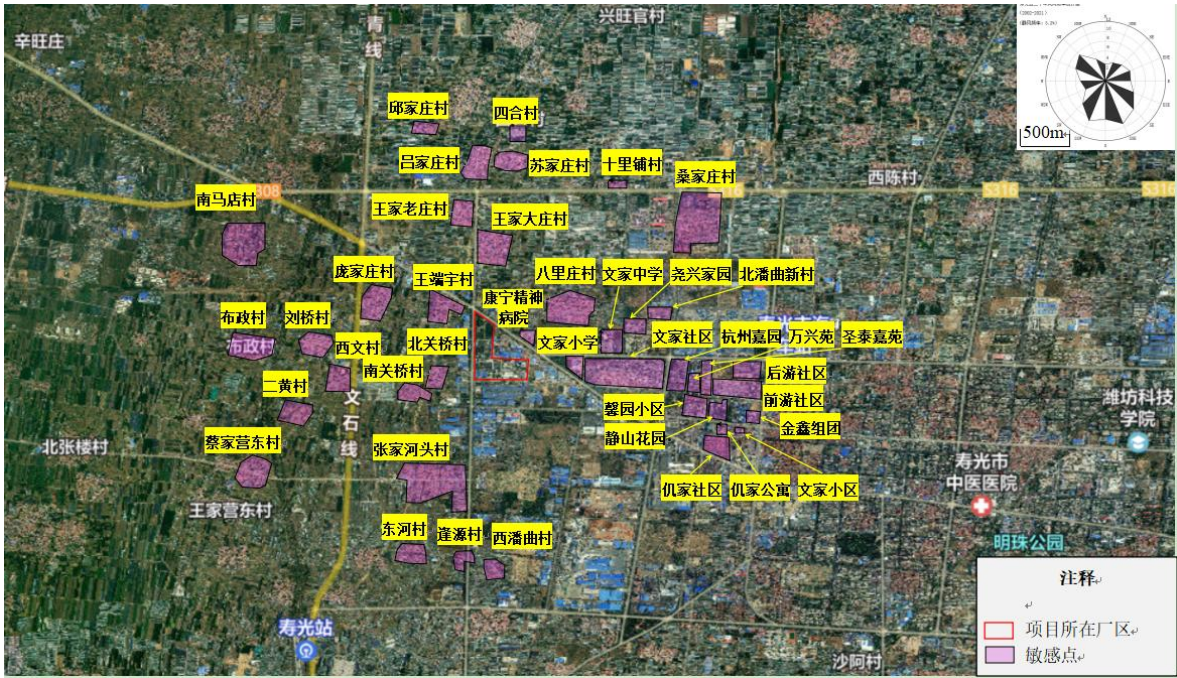 兴旺官村
辛旺庄
青
线
(2002-2021)
500m
邱家庄村
四合村
吕家庄村
苏家庄村
十里铺村
桑家庄村
西陈村
308
S316
S316
南马店村
王家老庄村
王家大庄村
庞家庄村
王端宇村
八里庄村
文家中学
尧兴家园
北潘曲新村
康宁精神
病院
布政村
刘桥村
布政村
西文村
北关桥村
文家小学
文家社区
杭州嘉园
万兴苑
圣泰嘉苑
南关桥村
后游社区
二黄村
文
石
线
馨园小区
前游社区
潍坊科技
学院
静山花园
金鑫组团
蔡家营东村
北张楼村
张家河头村
寿光市
中医医院
仉家社区
仉家公寓
文家小区
王家营东村
东河村
逄源村
西潘曲村
明珠公园
注释
项目所在厂区
敏感点
寿光站
沙阿村